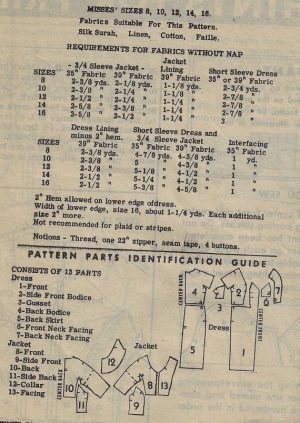 MISSES' SIZES 8, 10, 12, 14, 16.
Fabrics Suitable For This Pattern.
Silk Surah, Linen, Cotton, Faille.
REQUIREMENTS FOR FABRICS WITHOUT NAP
Jacket
- 3/4 Sleeve Jacket - Lining Short Sleeve Dress
SIZES 35" Fabric 39" Fabric 39" Fabric 35" or 39" Fabric
8 2-3/8 yds. 2-1/8 yds. 1-1/8 yds. 2-3/4 yds.
10 2-3/8 " 2-1/8 " 1-1/8 " 2-7/8 "
12 2-1/2 " 2-1/4 " 1-1/8 " 2-7/8 "
14 2-1/2 " 2-3/8 "
16 2-5/8 " 2-1/2 "
Dress Lining Short Sleeve Dress and
minus 2" hem. 3/4 Sleeve Jacket Interfacing
SIZES 39" Fabric 35" Fabric 39" Fabric 35" Fabric
8 2-3/8 yds. 4-7/8 yds. 4-3/8 yds. 1 yd.
10 2-3/8 " 5 " 4-3/8 " 1 "
12 2-3/8 " 5-1/8 " 4-3/8 " 1 "
14 2-1/2 " 5-1/4 " 4-1/2 " 1 "
16 2-1/2 " 5-3/8 " 4-5/8 " 1 "
2" Hem allowed on lower edge ofdress.
Width of lower edge, size 16, about 1-1/4 yds. Each additional
size 2" more.
Not recommended for plaid or stripes.
Notions - Thread, one 22" zipper, seam tape, 4 buttons.
PATTERN PARTS IDENTIFICATION GUIDE
CONSISTS OF 13 PARTS
Dress
1-Front
2-Side Front Bodice
3-Gusset
4-Back Bodice
5-Back Skirt
6-Front Neck Facing
7-Back Neck Facing
Jacket
8-Front
9-Side Front
10-Back
11-Side Back
12-Collar
13-Facing
CENTER BACK
4
3
2
6
7
Dress
5
1
CENTER FRONT
Jacket
10
11
12
9
8
13